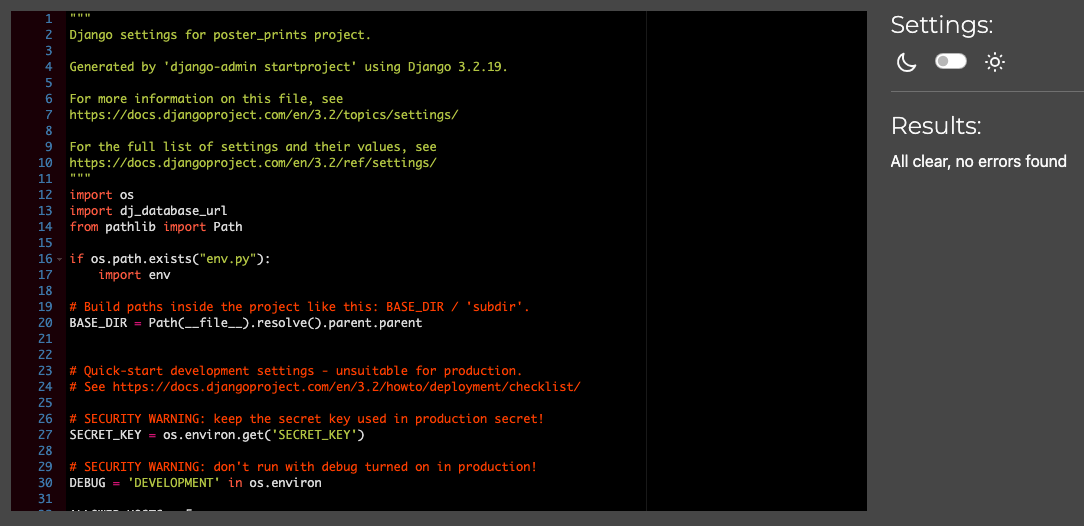 1 """
2 Django settings for poster_prints project.
3
4 Generated by 'django-admin startproject' using Django 3.2.19.
5
6 For more information on this file, see
7 https://docs.djangoproject.com/en/3.2/topics/settings/
8
9 For the full list of settings and their values, see
10 https://docs.djangoproject.com/en/3.2/ref/settings/
11 """
12 import os
13 import dj_database_url
14 from pathlib import Path
15
16 if os.path.exists("env.py"):
17     import env
18
19 # Build paths inside the project like this: BASE_DIR / 'subdir'.
20 BASE_DIR = Path(__file__).resolve().parent.parent
21
22
23 # Quick-start development settings - unsuitable for production.
24 # See https://docs.djangoproject.com/en/3.2/howto/deployment/checklist/
25
26 # SECURITY WARNING: keep the secret key used in production secret!
27 SECRET_KEY = os.environ.get('SECRET_KEY')
28
29 # SECURITY WARNING: don't run with debug turned on in production!
30 DEBUG = 'DEVELOPMENT' in os.environ
31
Settings:
Results:
All clear, no errors found